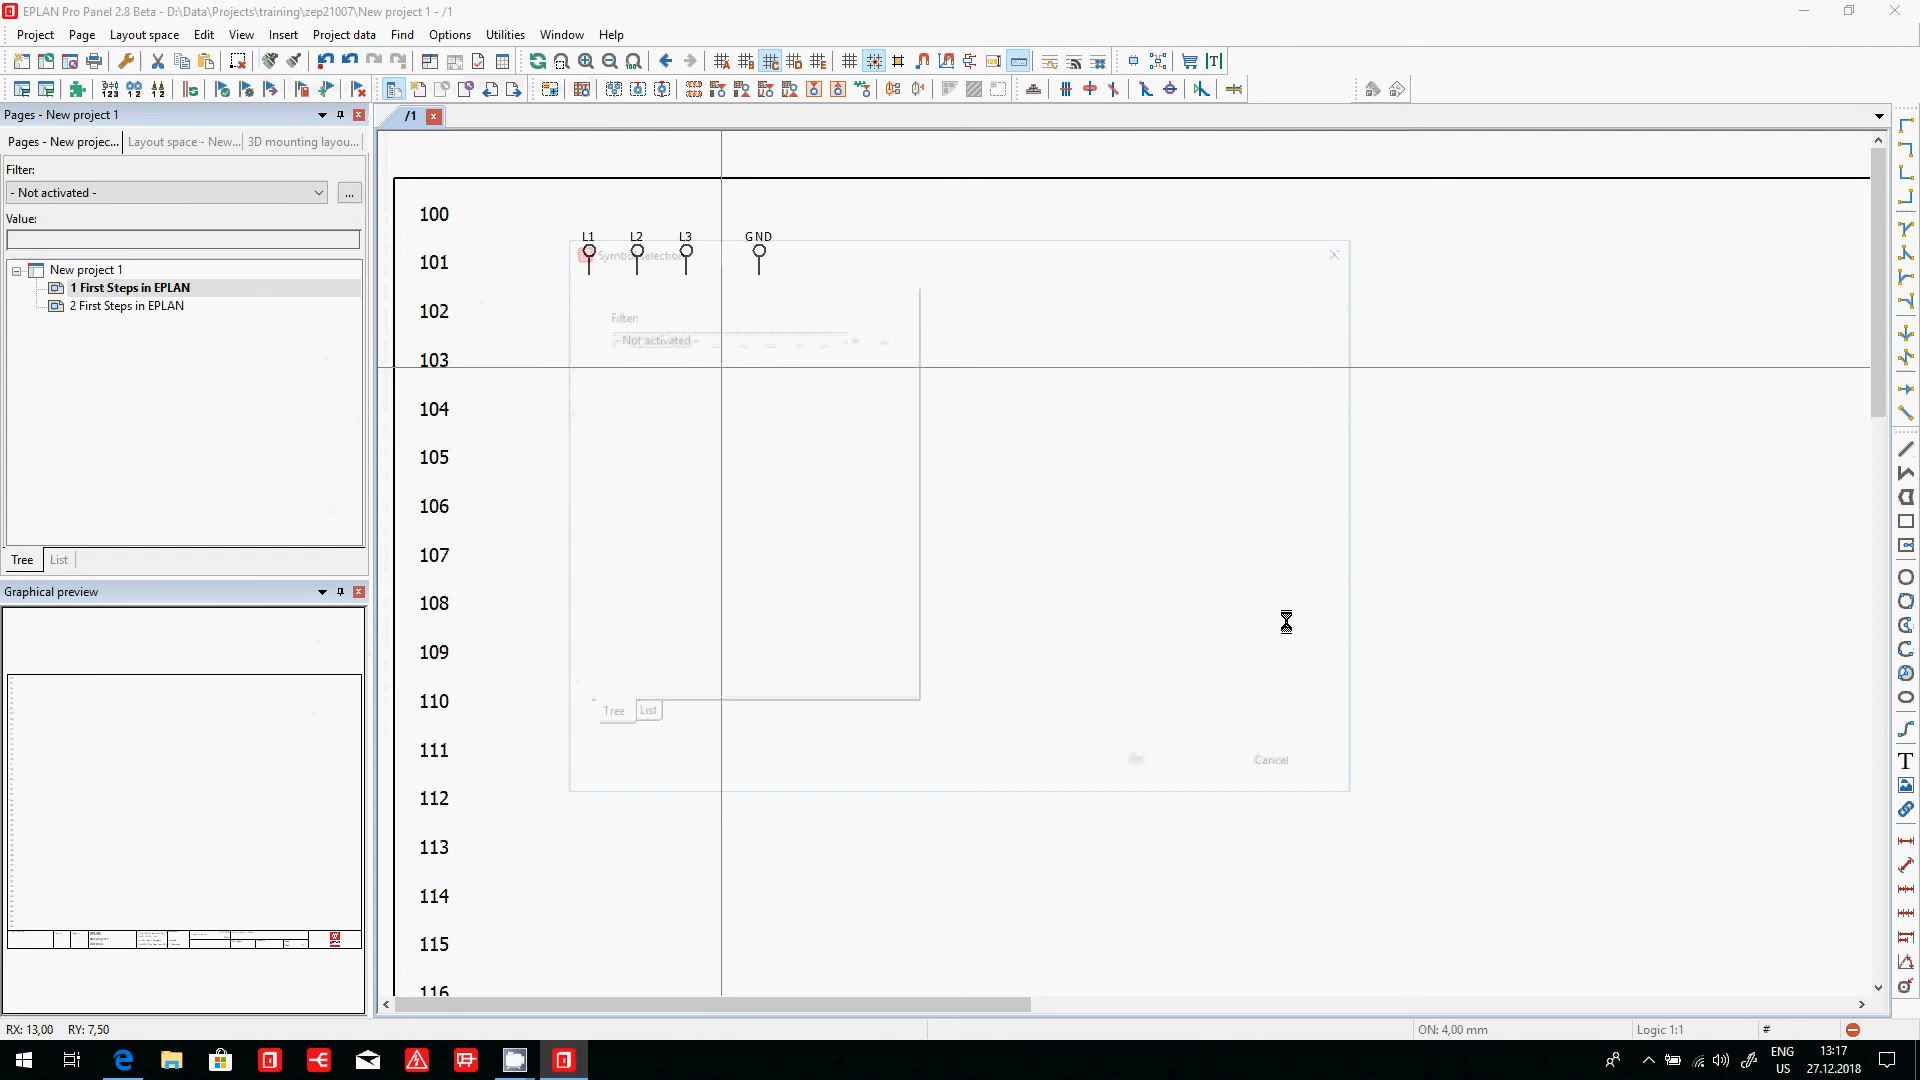 EPLAN Pro Panel 2.8 Beta - D:\Data\Projects\training\zep21007\New project 1 - /1
Project Page Layout space Edit View Insert Project data Find Options Utilities Window Help
Pages - New project 1
Pages - New projec... Layout space - New... 3D mounting layou...
Filter:
- Not activated -
...
Value:
New project 1
1 First Steps in EPLAN
2 First Steps in EPLAN
Tree List
Graphical preview
/1
100
L1 L2 L3 GND
101
Symbol selection
102
Filter:
- Not activated -
103
104
105
106
107
108
109
110
Tree List
111
Cancel
112
113
114
115
116
RX: 13,00 RY: 7,50
ON: 4,00 mm
Logic 1:1
#
ENG
US
13:17
27.12.2018